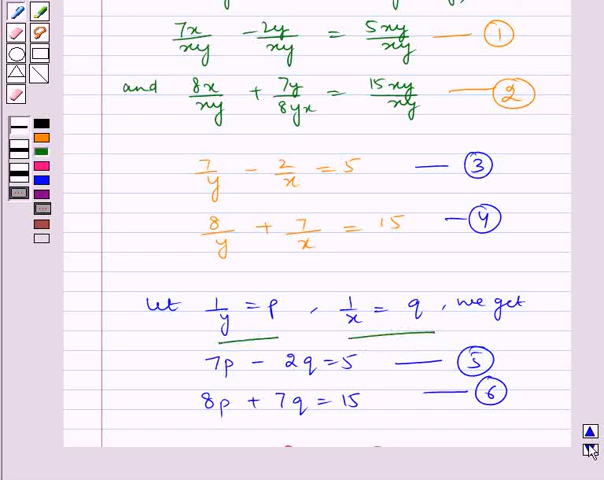 7x/xy - 2y/xy = 5xy/xy — ①
and 8x/xy + 7y/8yx = 15xy/xy — ②
7/y - 2/x = 5 — ③
8/y + 7/x = 15 — ④
Let 1/y = p , 1/x = q , we get
7p - 2q = 5 — ⑤
8p + 7q = 15 — ⑥